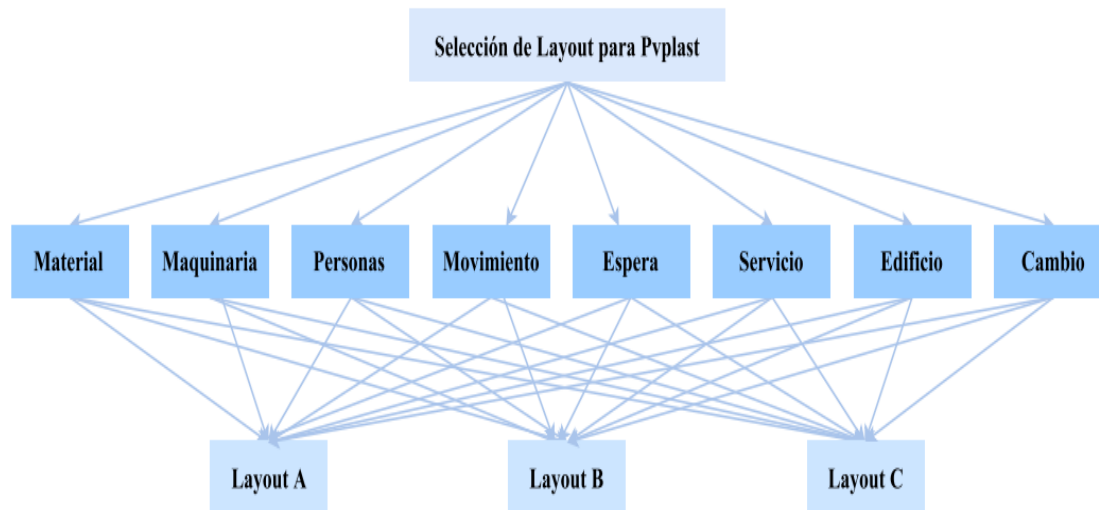 Selección de Layout para Pvplast
Material
Maquinaria
Personas
Movimiento
Espera
Servicio
Edificio
Cambio
Layout A
Layout B
Layout C